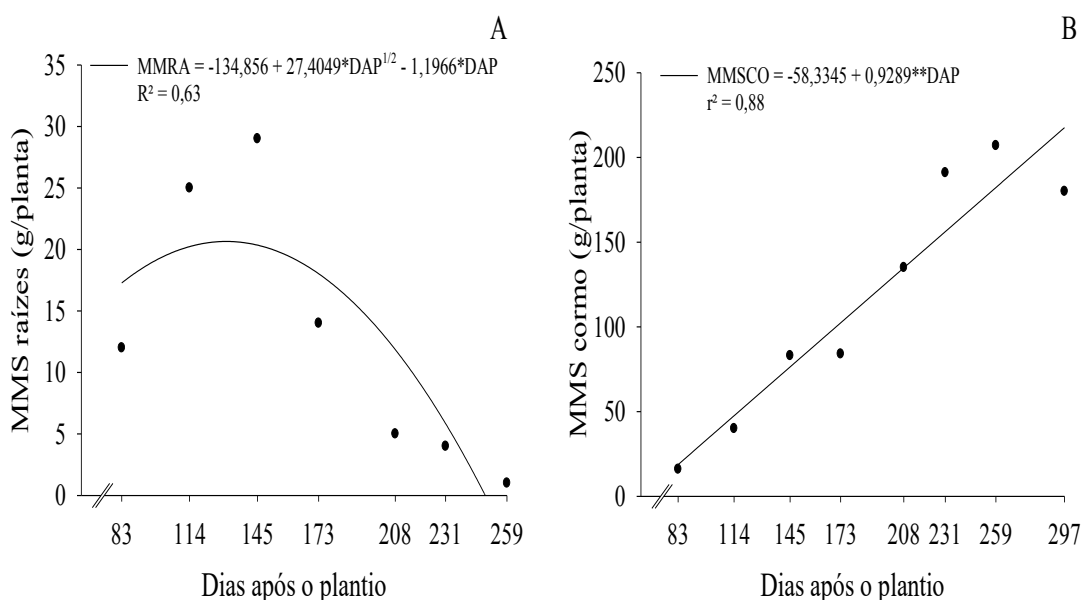 A
MMRA = -134,856 + 27,4049*DAP^1/2 - 1,1966*DAP
R² = 0,63
MMS raízes (g/planta)
35
30
25
20
15
10
5
0
83 114 145 173 208 231 259
Dias após o plantio
B
MMSCO = -58,3345 + 0,9289**DAP
r² = 0,88
MMS cormo (g/planta)
250
200
150
100
50
0
83 114 145 173 208 231 259 297
Dias após o plantio